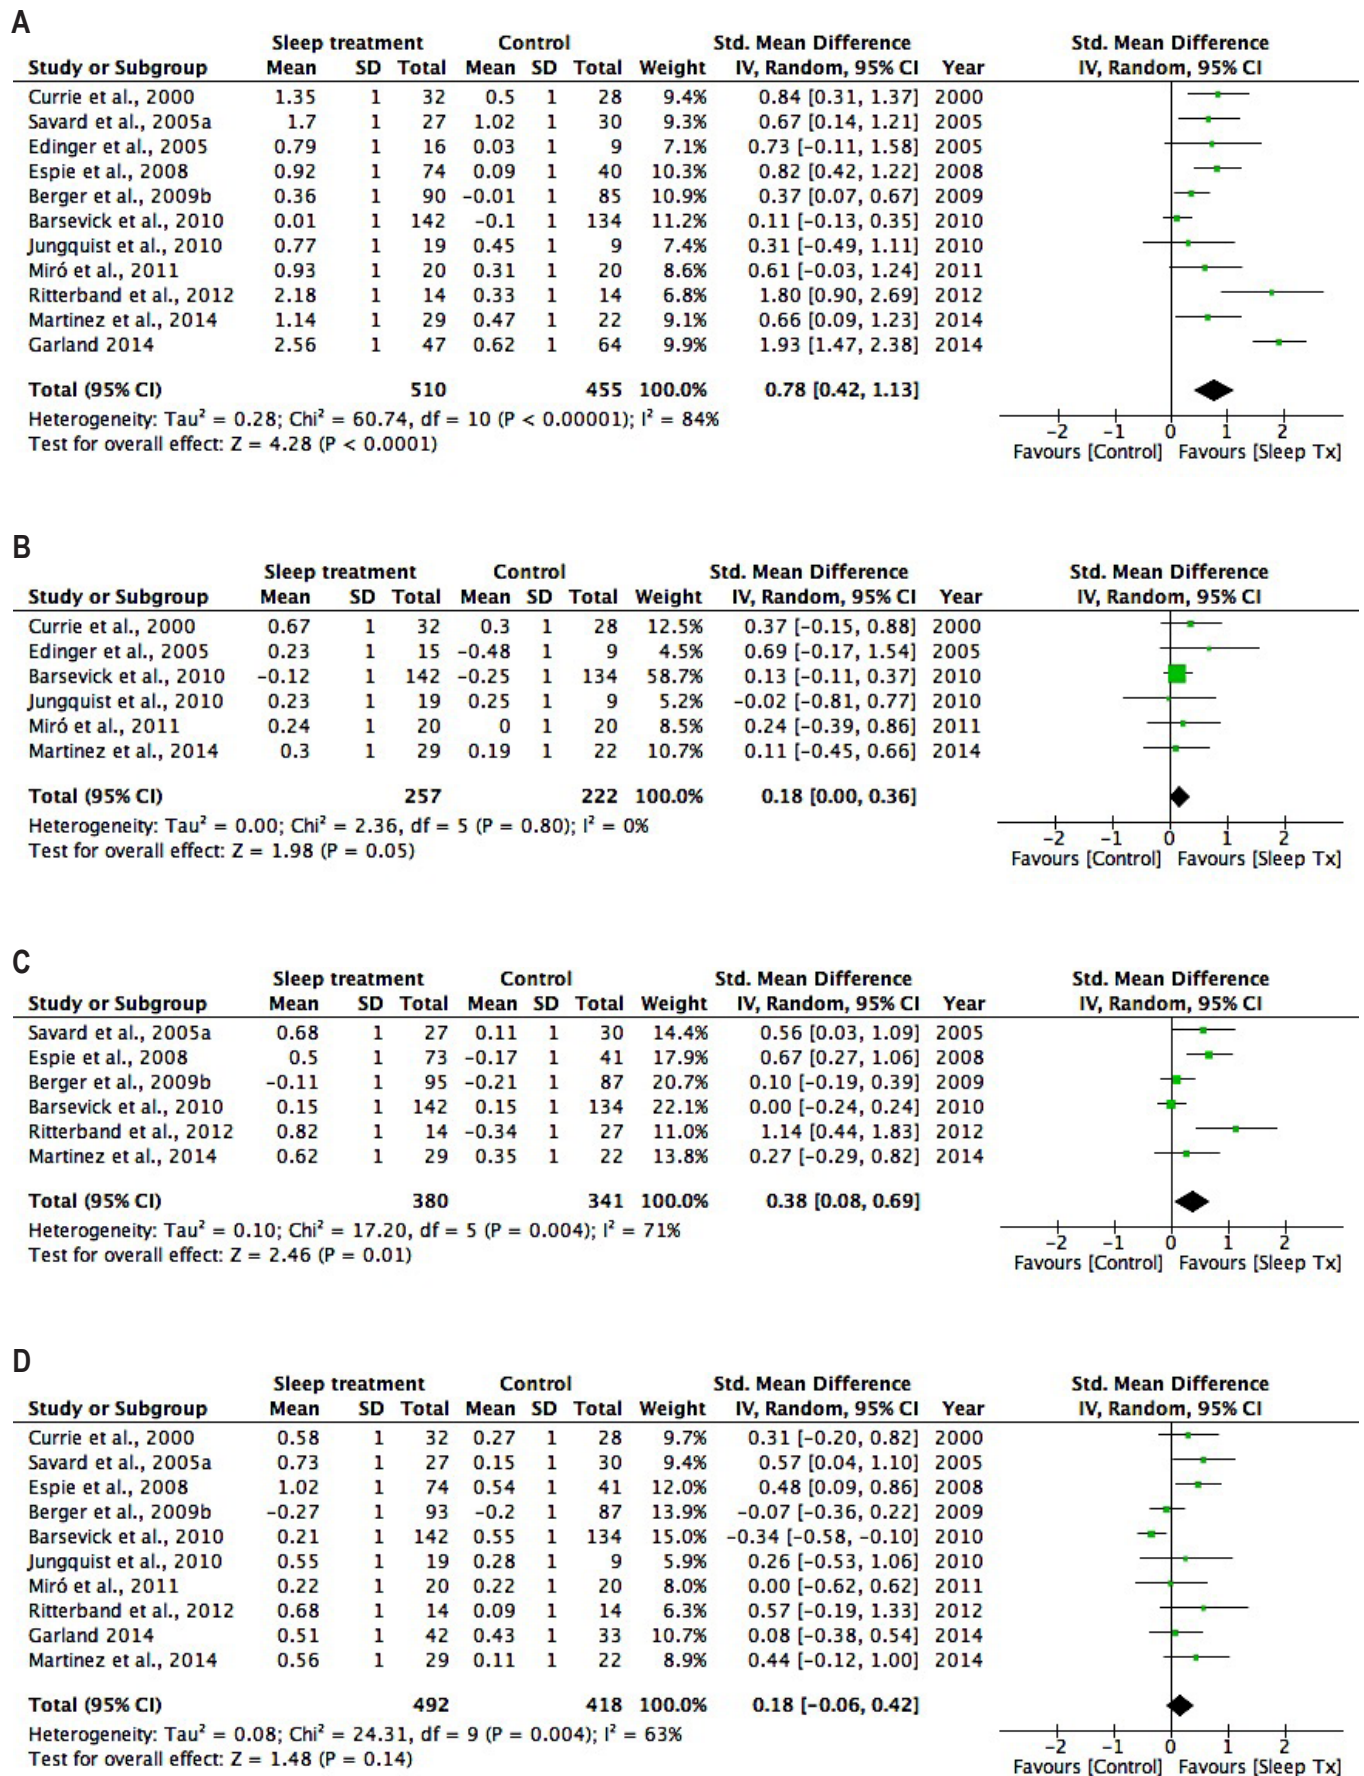 A
Sleep treatment Control Std. Mean Difference Std. Mean Difference
Study or Subgroup Mean SD Total Mean SD Total Weight IV, Random, 95% CI Year IV, Random, 95% CI
Currie et al., 2000 1.35 1 32 0.5 1 28 9.4% 0.84 [0.31, 1.37] 2000
Savard et al., 2005a 1.7 1 27 1.02 1 30 9.3% 0.67 [0.14, 1.21] 2005
Edinger et al., 2005 0.79 1 16 0.03 1 9 7.1% 0.73 [−0.11, 1.58] 2005
Espie et al., 2008 0.92 1 74 0.09 1 40 10.3% 0.82 [0.42, 1.22] 2008
Berger et al., 2009b 0.36 1 90 −0.01 1 85 10.9% 0.37 [0.07, 0.67] 2009
Barsevick et al., 2010 0.01 1 142 −0.1 1 134 11.2% 0.11 [−0.13, 0.35] 2010
Jungquist et al., 2010 0.77 1 19 0.45 1 9 7.4% 0.31 [−0.49, 1.11] 2010
Miró et al., 2011 0.93 1 20 0.31 1 20 8.6% 0.61 [−0.03, 1.24] 2011
Ritterband et al., 2012 2.18 1 14 0.33 1 14 6.8% 1.80 [0.90, 2.69] 2012
Martinez et al., 2014 1.14 1 29 0.47 1 22 9.1% 0.66 [0.09, 1.23] 2014
Garland 2014 2.56 1 47 0.62 1 64 9.9% 1.93 [1.47, 2.38] 2014
Total (95% CI) 510 455 100.0% 0.78 [0.42, 1.13]
Heterogeneity: Tau² = 0.28; Chi² = 60.74, df = 10 (P < 0.00001); I² = 84%
Test for overall effect: Z = 4.28 (P < 0.0001)
−2 −1 0 1 2
Favours [Control] Favours [Sleep Tx]
B
Sleep treatment Control Std. Mean Difference Std. Mean Difference
Study or Subgroup Mean SD Total Mean SD Total Weight IV, Random, 95% CI Year IV, Random, 95% CI
Currie et al., 2000 0.67 1 32 0.3 1 28 12.5% 0.37 [−0.15, 0.88] 2000
Edinger et al., 2005 0.23 1 15 −0.48 1 9 4.5% 0.69 [−0.17, 1.54] 2005
Barsevick et al., 2010 −0.12 1 142 −0.25 1 134 58.7% 0.13 [−0.11, 0.37] 2010
Jungquist et al., 2010 0.23 1 19 0.25 1 9 5.2% −0.02 [−0.81, 0.77] 2010
Miró et al., 2011 0.24 1 20 0 1 20 8.5% 0.24 [−0.39, 0.86] 2011
Martinez et al., 2014 0.3 1 29 0.19 1 22 10.7% 0.11 [−0.45, 0.66] 2014
Total (95% CI) 257 222 100.0% 0.18 [0.00, 0.36]
Heterogeneity: Tau² = 0.00; Chi² = 2.36, df = 5 (P = 0.80); I² = 0%
Test for overall effect: Z = 1.98 (P = 0.05)
−2 −1 0 1 2
Favours [Control] Favours [Sleep Tx]
C
Sleep treatment Control Std. Mean Difference Std. Mean Difference
Study or Subgroup Mean SD Total Mean SD Total Weight IV, Random, 95% CI Year IV, Random, 95% CI
Savard et al., 2005a 0.68 1 27 0.11 1 30 14.4% 0.56 [0.03, 1.09] 2005
Espie et al., 2008 0.5 1 73 −0.17 1 41 17.9% 0.67 [0.27, 1.06] 2008
Berger et al., 2009b −0.11 1 95 −0.21 1 87 20.7% 0.10 [−0.19, 0.39] 2009
Barsevick et al., 2010 0.15 1 142 0.15 1 134 22.1% 0.00 [−0.24, 0.24] 2010
Ritterband et al., 2012 0.82 1 14 −0.34 1 27 11.0% 1.14 [0.44, 1.83] 2012
Martinez et al., 2014 0.62 1 29 0.35 1 22 13.8% 0.27 [−0.29, 0.82] 2014
Total (95% CI) 380 341 100.0% 0.38 [0.08, 0.69]
Heterogeneity: Tau² = 0.10; Chi² = 17.20, df = 5 (P = 0.004); I² = 71%
Test for overall effect: Z = 2.46 (P = 0.01)
−2 −1 0 1 2
Favours [Control] Favours [Sleep Tx]
D
Sleep treatment Control Std. Mean Difference Std. Mean Difference
Study or Subgroup Mean SD Total Mean SD Total Weight IV, Random, 95% CI Year IV, Random, 95% CI
Currie et al., 2000 0.58 1 32 0.27 1 28 9.7% 0.31 [−0.20, 0.82] 2000
Savard et al., 2005a 0.73 1 27 0.15 1 30 9.4% 0.57 [0.04, 1.10] 2005
Espie et al., 2008 1.02 1 74 0.54 1 41 12.0% 0.48 [0.09, 0.86] 2008
Berger et al., 2009b −0.27 1 93 −0.2 1 87 13.9% −0.07 [−0.36, 0.22] 2009
Barsevick et al., 2010 0.21 1 142 0.55 1 134 15.0% −0.34 [−0.58, −0.10] 2010
Jungquist et al., 2010 0.55 1 19 0.28 1 9 5.9% 0.26 [−0.53, 1.06] 2010
Miró et al., 2011 0.22 1 20 0.22 1 20 8.0% 0.00 [−0.62, 0.62] 2011
Ritterband et al., 2012 0.68 1 14 0.09 1 14 6.3% 0.57 [−0.19, 1.33] 2012
Garland 2014 0.51 1 42 0.43 1 33 10.7% 0.08 [−0.38, 0.54] 2014
Martinez et al., 2014 0.56 1 29 0.11 1 22 8.9% 0.44 [−0.12, 1.00] 2014
Total (95% CI) 492 418 100.0% 0.18 [−0.06, 0.42]
Heterogeneity: Tau² = 0.08; Chi² = 24.31, df = 9 (P = 0.004); I² = 63%
Test for overall effect: Z = 1.48 (P = 0.14)
−2 −1 0 1 2
Favours [Control] Favours [Sleep Tx]